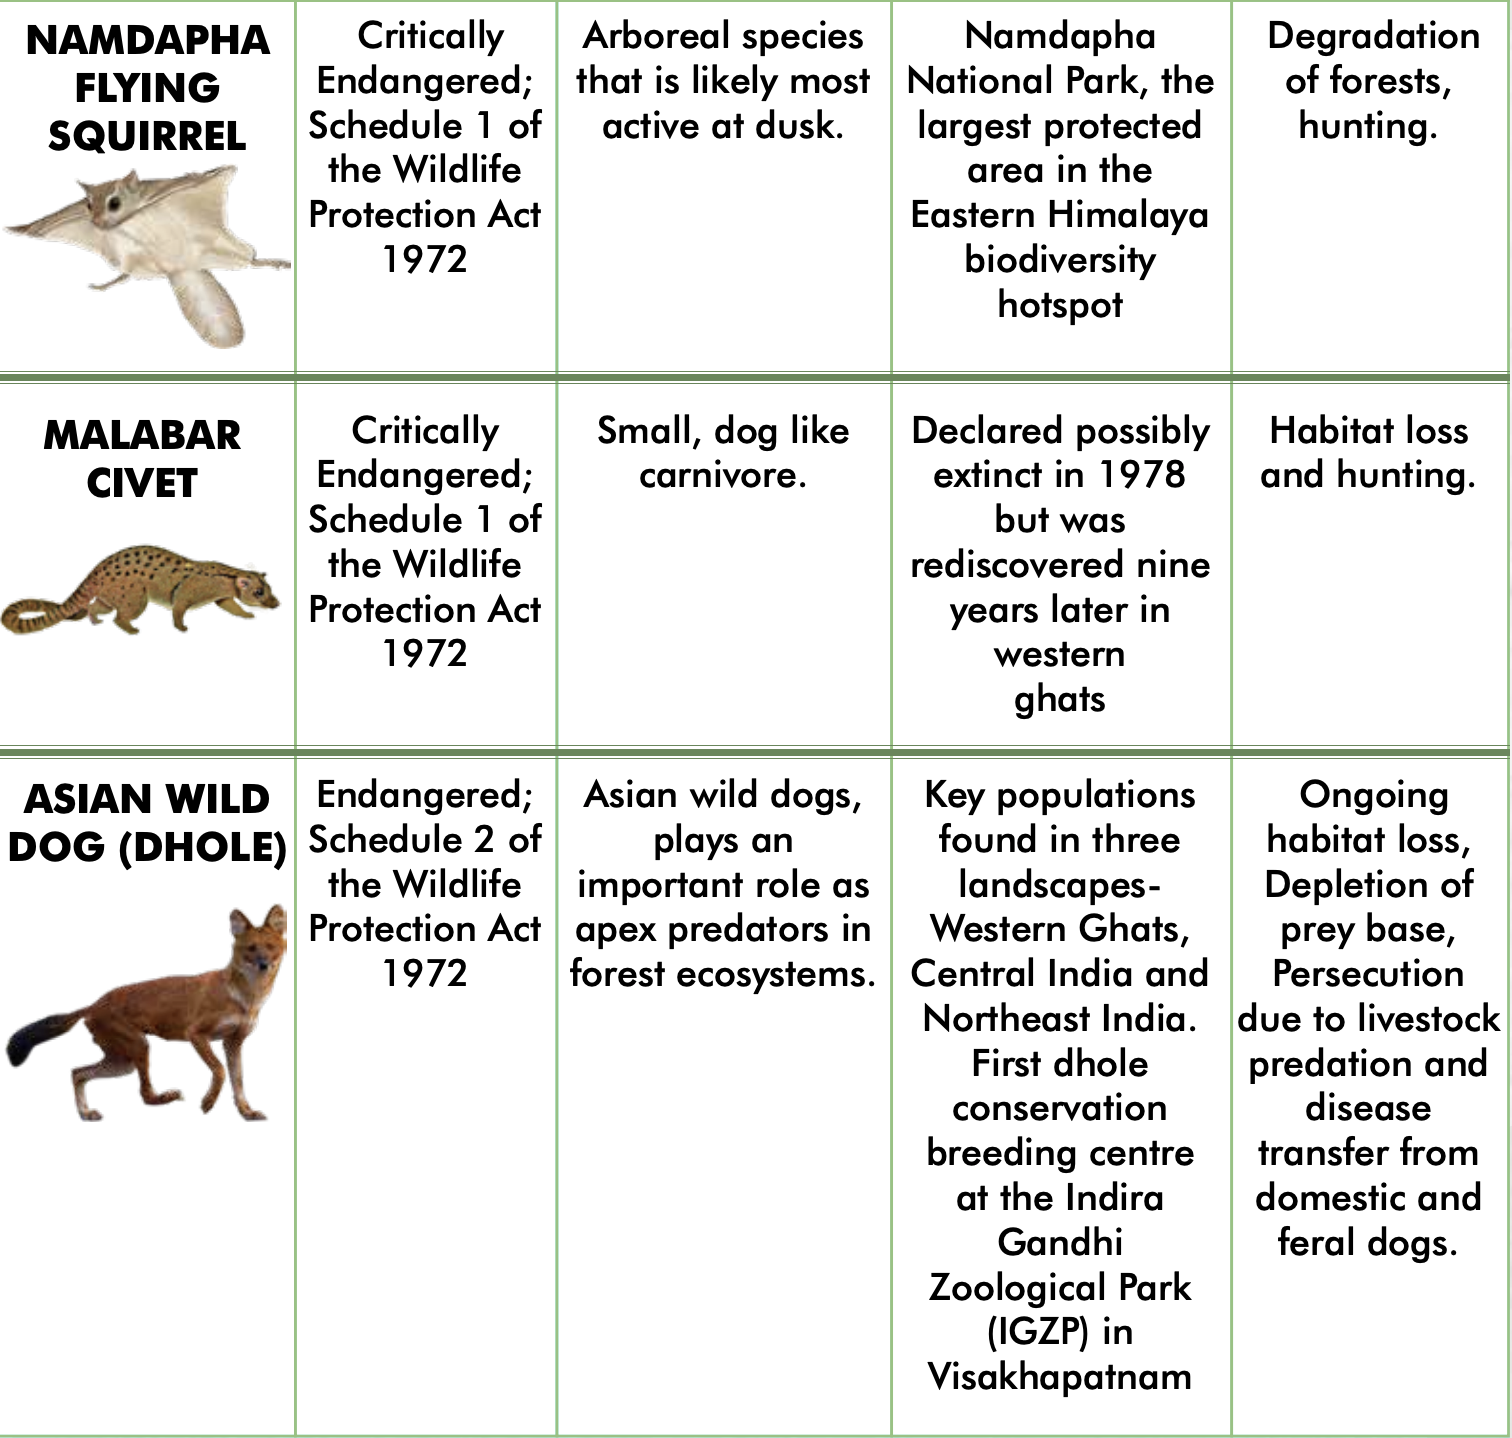 NAMDAPHA
FLYING
SQUIRREL
Critically
Endangered;
Schedule 1 of
the Wildlife
Protection Act
1972
Arboreal species
that is likely most
active at dusk.
Namdapha
National Park, the
largest protected
area in the
Eastern Himalaya
biodiversity
hotspot
Degradation
of forests,
hunting.
MALABAR
CIVET
Critically
Endangered;
Schedule 1 of
the Wildlife
Protection Act
1972
Small, dog like
carnivore.
Declared possibly
extinct in 1978
but was
rediscovered nine
years later in
western
ghats
Habitat loss
and hunting.
ASIAN WILD
DOG (DHOLE)
Endangered;
Schedule 2 of
the Wildlife
Protection Act
1972
Asian wild dogs,
plays an
important role as
apex predators in
forest ecosystems.
Key populations
found in three
landscapes-
Western Ghats,
Central India and
Northeast India.
First dhole
conservation
breeding centre
at the Indira
Gandhi
Zoological Park
(IGZP) in
Visakhapatnam
Ongoing
habitat loss,
Depletion of
prey base,
Persecution
due to livestock
predation and
disease
transfer from
domestic and
feral dogs.